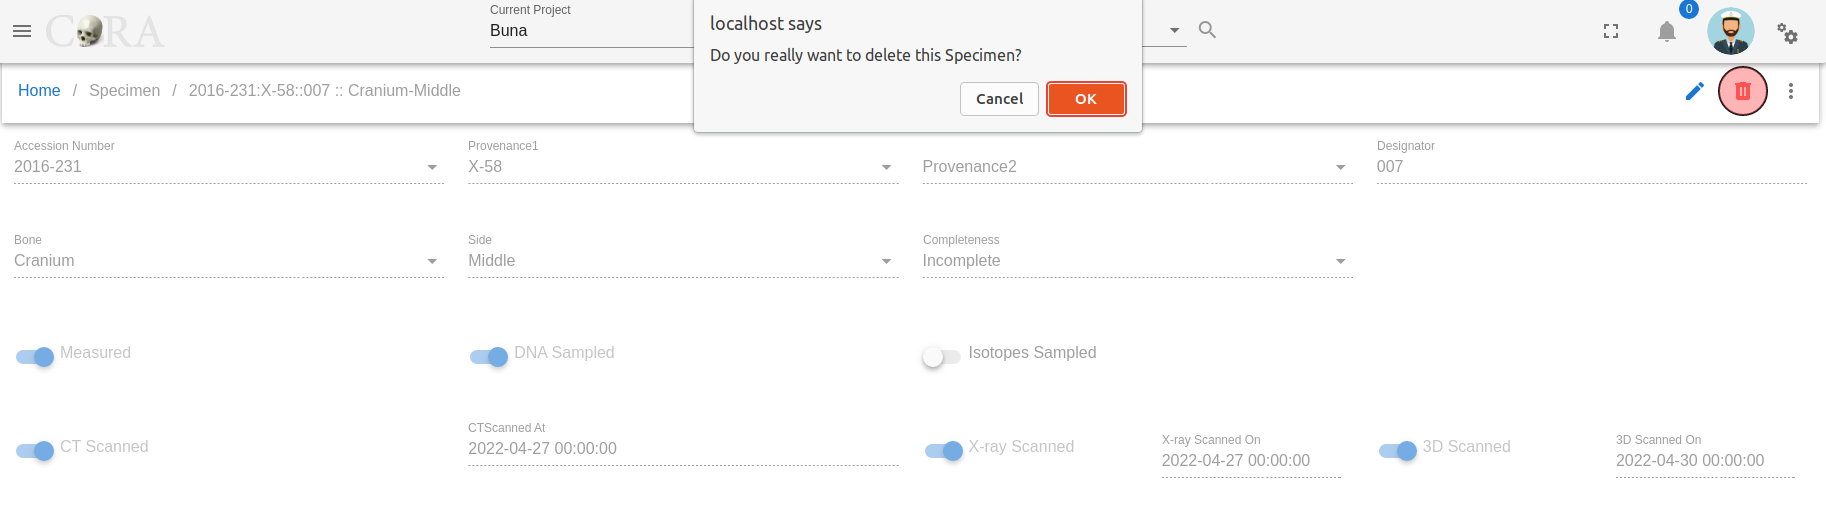 CORA
Current Project
Buna
localhost says
Do you really want to delete this Specimen?
Cancel OK
0
Home / Specimen / 2016-231:X-58::007 :: Cranium-Middle
Accession Number Provenance1 Designator
2016-231 X-58 Provenance2 007
Bone Side Completeness
Cranium Middle Incomplete
Measured DNA Sampled Isotopes Sampled
CT Scanned
CTScanned At
2022-04-27 00:00:00
X-ray Scanned
X-ray Scanned On
2022-04-27 00:00:00
3D Scanned
3D Scanned On
2022-04-30 00:00:00